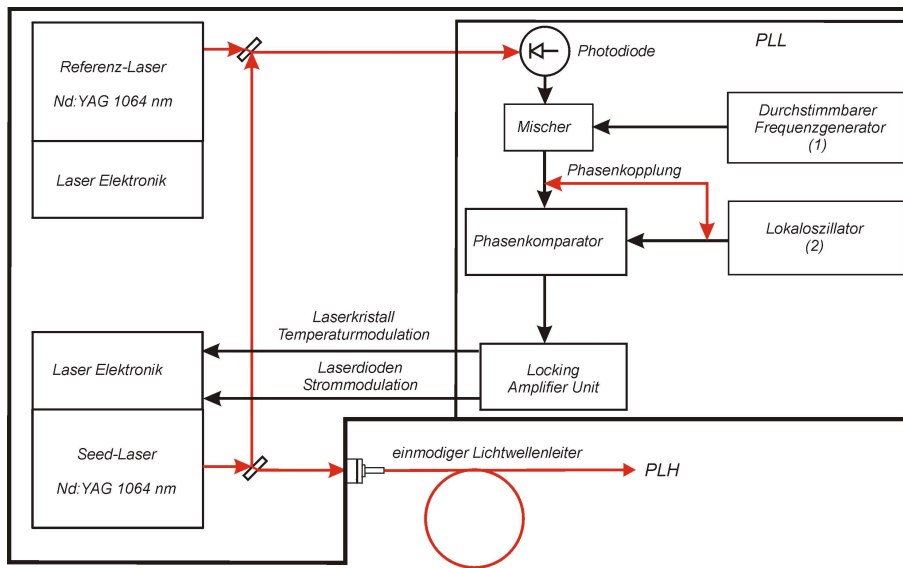 Referenz-Laser
Nd:YAG 1064 nm
Laser Elektronik
Photodiode
PLL
Mischer
Durchstimmbarer
Frequenzgenerator
(1)
Phasenkopplung
Phasenkomparator
Lokaloszillator
(2)
Laserkristall
Temperaturmodulation
Laserdioden
Strommodulation
Locking
Amplifier Unit
Laser Elektronik
Seed-Laser
Nd:YAG 1064 nm
einmodiger Lichtwellenleiter
PLH